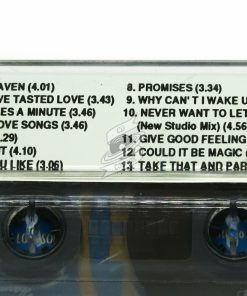 AVEN (4.01)
VE TASTED LOVE (3.43)
ES A MINUTE (3.46)
OVE SONGS (3.46)
.29)
T (4.10)
U LIKE (3.06)
8. PROMISES (3.34)
9. WHY CAN'T I WAKE U
10. NEVER WANT TO LET
(New Studio Mix) (4.56
11. GIVE GOOD FEELING
12. COULD IT BE MAGIC (
13. TAKE THAT AND PAR